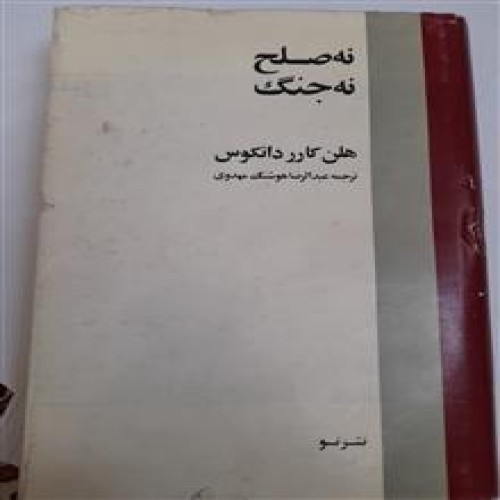 نه صلح
نه جنگ
هلن کارر دانکوس
ترجمه عبدالرضا هوشنگ مهدوی
نشر نو